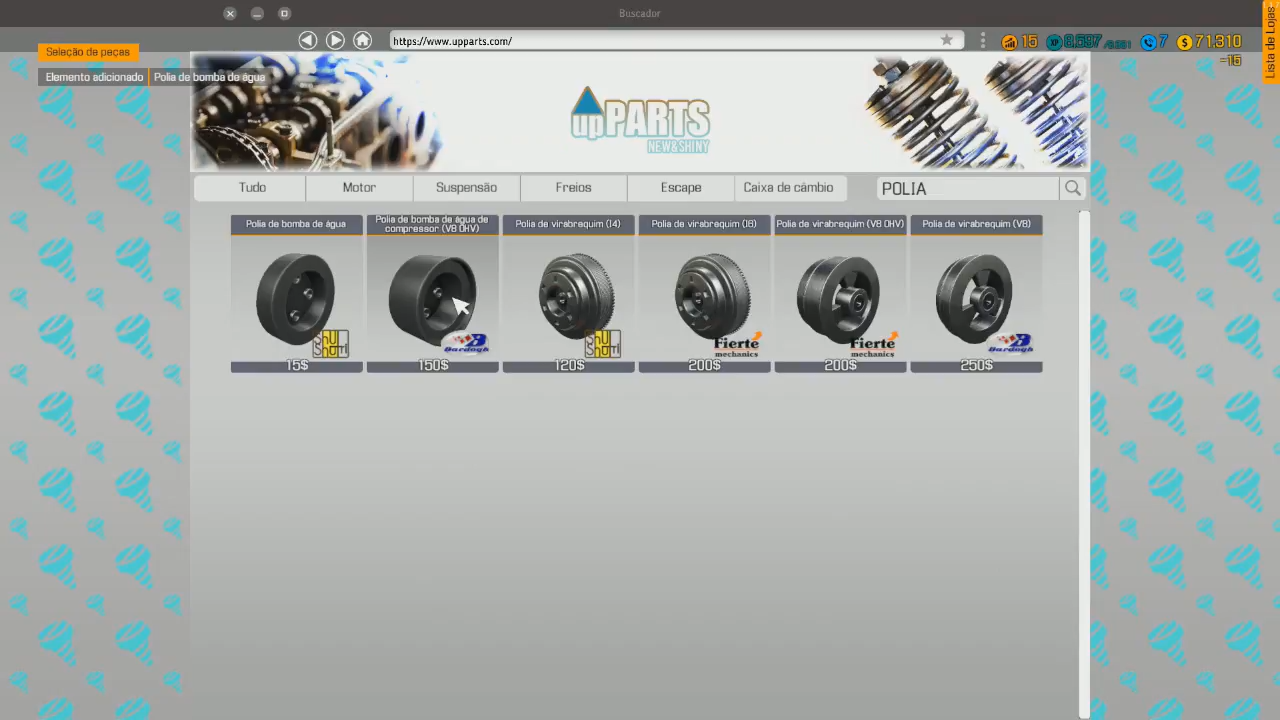 Buscador
https://www.upparts.com/
15
7
71,310
-15
Lista de Lojas
Seleção de peças
Elemento adicionado | Polia de bomba de água
upPARTS
NEW&SHINY
Tudo
Motor
Suspensão
Freios
Escape
Caixa de câmbio
POLIA
Polia de bomba de água
Polia de bomba de água de
compressor (V8 OHV)
Polia de virabrequim (I4)
Polia de virabrequim (I6)
Polia de virabrequim (V8 OHV)
Polia de virabrequim (V8)
Fierte
mechanics
Fierte
mechanics
15$
150$
120$
200$
200$
250$